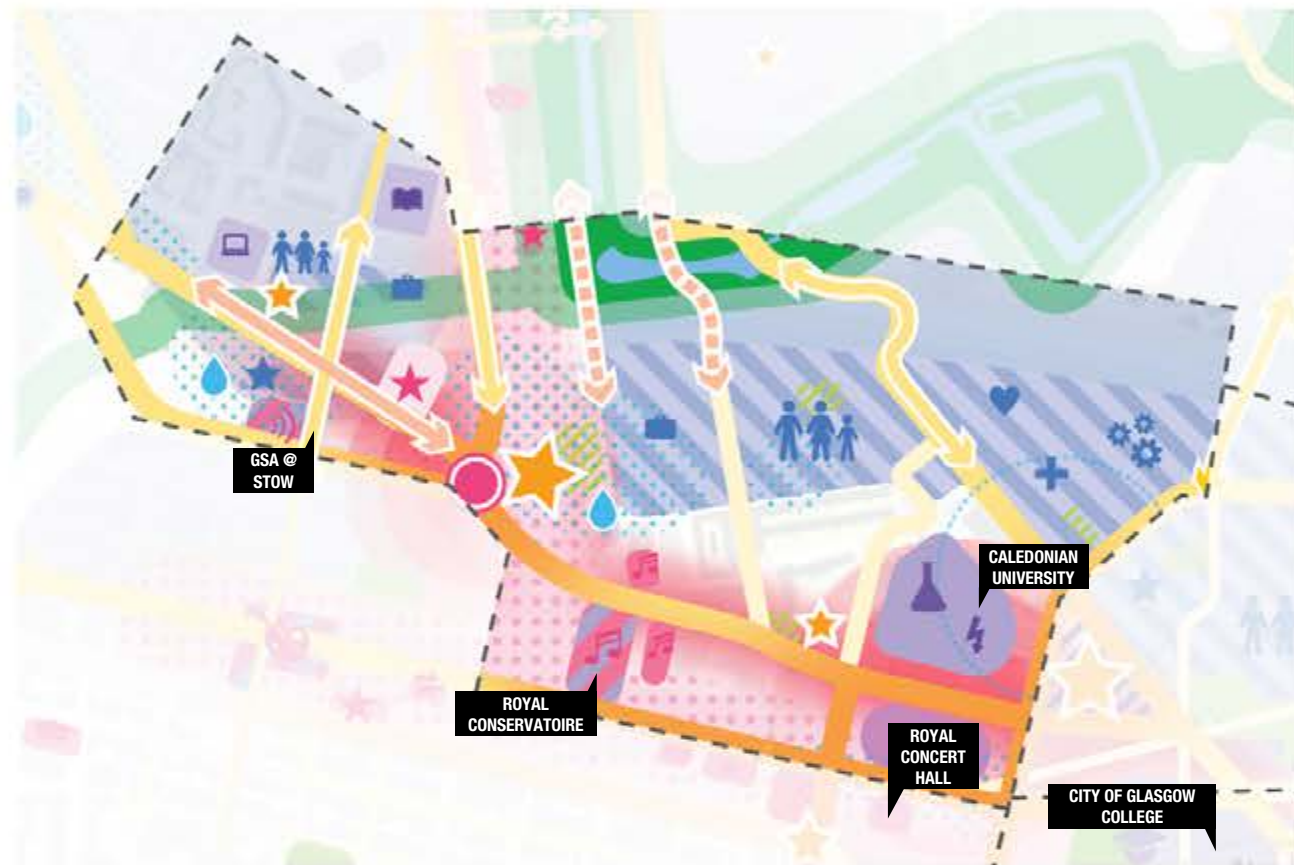 GSA @
STOW
CALEDONIAN
UNIVERSITY
ROYAL
CONSERVATOIRE
ROYAL
CONCERT
HALL
CITY OF GLASGOW
COLLEGE